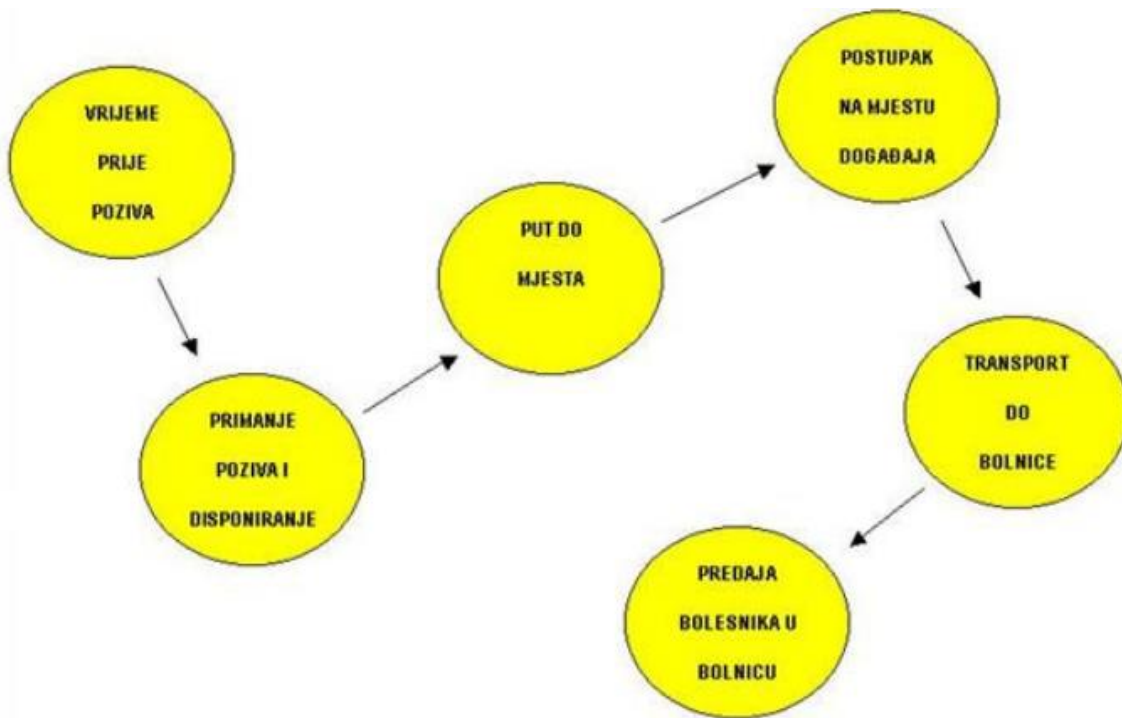 VRIJEME
PRIJE
POZIVA
PRIMANJE
POZIVA I
DISPONIRANJE
PUT DO
MJESTA
POSTUPAK
NA MJESTU
DOGAĐAJA
TRANSPORT
DO
BOLNICE
PREDAJA
BOLESNIKA U
BOLNICU